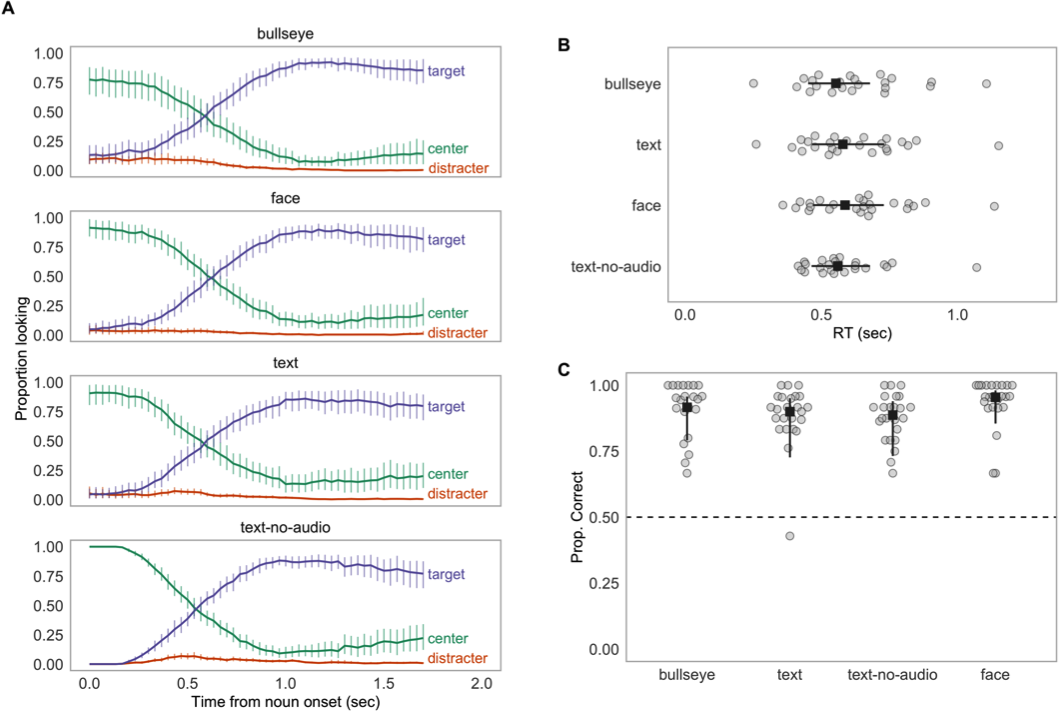 A
bullseye
1.00
0.75
0.50
0.25
0.00
target
center
distracter
face
1.00
0.75
0.50
0.25
0.00
target
center
distracter
text
1.00
0.75
0.50
0.25
0.00
target
center
distracter
text-no-audio
1.00
0.75
0.50
0.25
0.00
target
center
distracter
Proportion looking
0.0 0.5 1.0 1.5 2.0
Time from noun onset (sec)
B
bullseye
text
face
text-no-audio
0.0 0.5 1.0
RT (sec)
C
1.00
0.75
0.50
0.25
0.00
Prop. Correct
bullseye text text-no-audio face